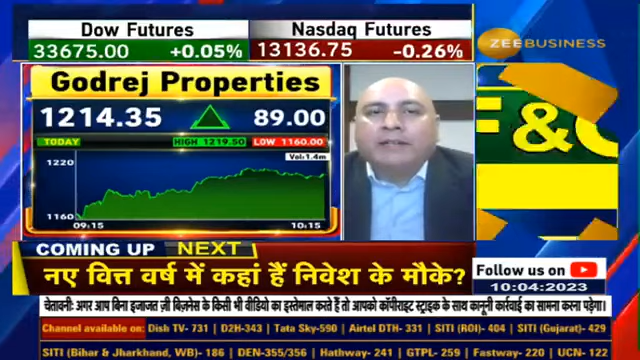 Dow Futures
33675.00 +0.05%
Nasdaq Futures
13136.75 -0.26%
ZEE BUSINESS
Godrej Properties
1214.35 89.00
TODAY HIGH 1219.50 LOW 1160.00
Vol:1.4m
1220
1160
09:15 10:15
F&O
COMING UP NEXT
नए वित्त वर्ष में कहां हैं निवेश के मौके?
Follow us on
10:04:2023
चेतावनी: अगर आप बिना इजाजत ज़ी बिज़नेस के किसी भी वीडियो का इस्तेमाल करते हैं तो आपको कॉपीराइट स्ट्राइक के साथ कानूनी कार्रवाई का सामना करना पड़ेगा।
Channel available on: Dish TV- 731 | D2H-343 | Tata Sky-590 | Airtel DTH- 331 | SITI (ROI) - 404 | SITI (Gujarat)- 429
SITI (Bihar & Jharkhand, WB)- 186 | DEN-355/356 | Hathway- 241 | GTPL- 259 | Fastway- 220 | UCN-122